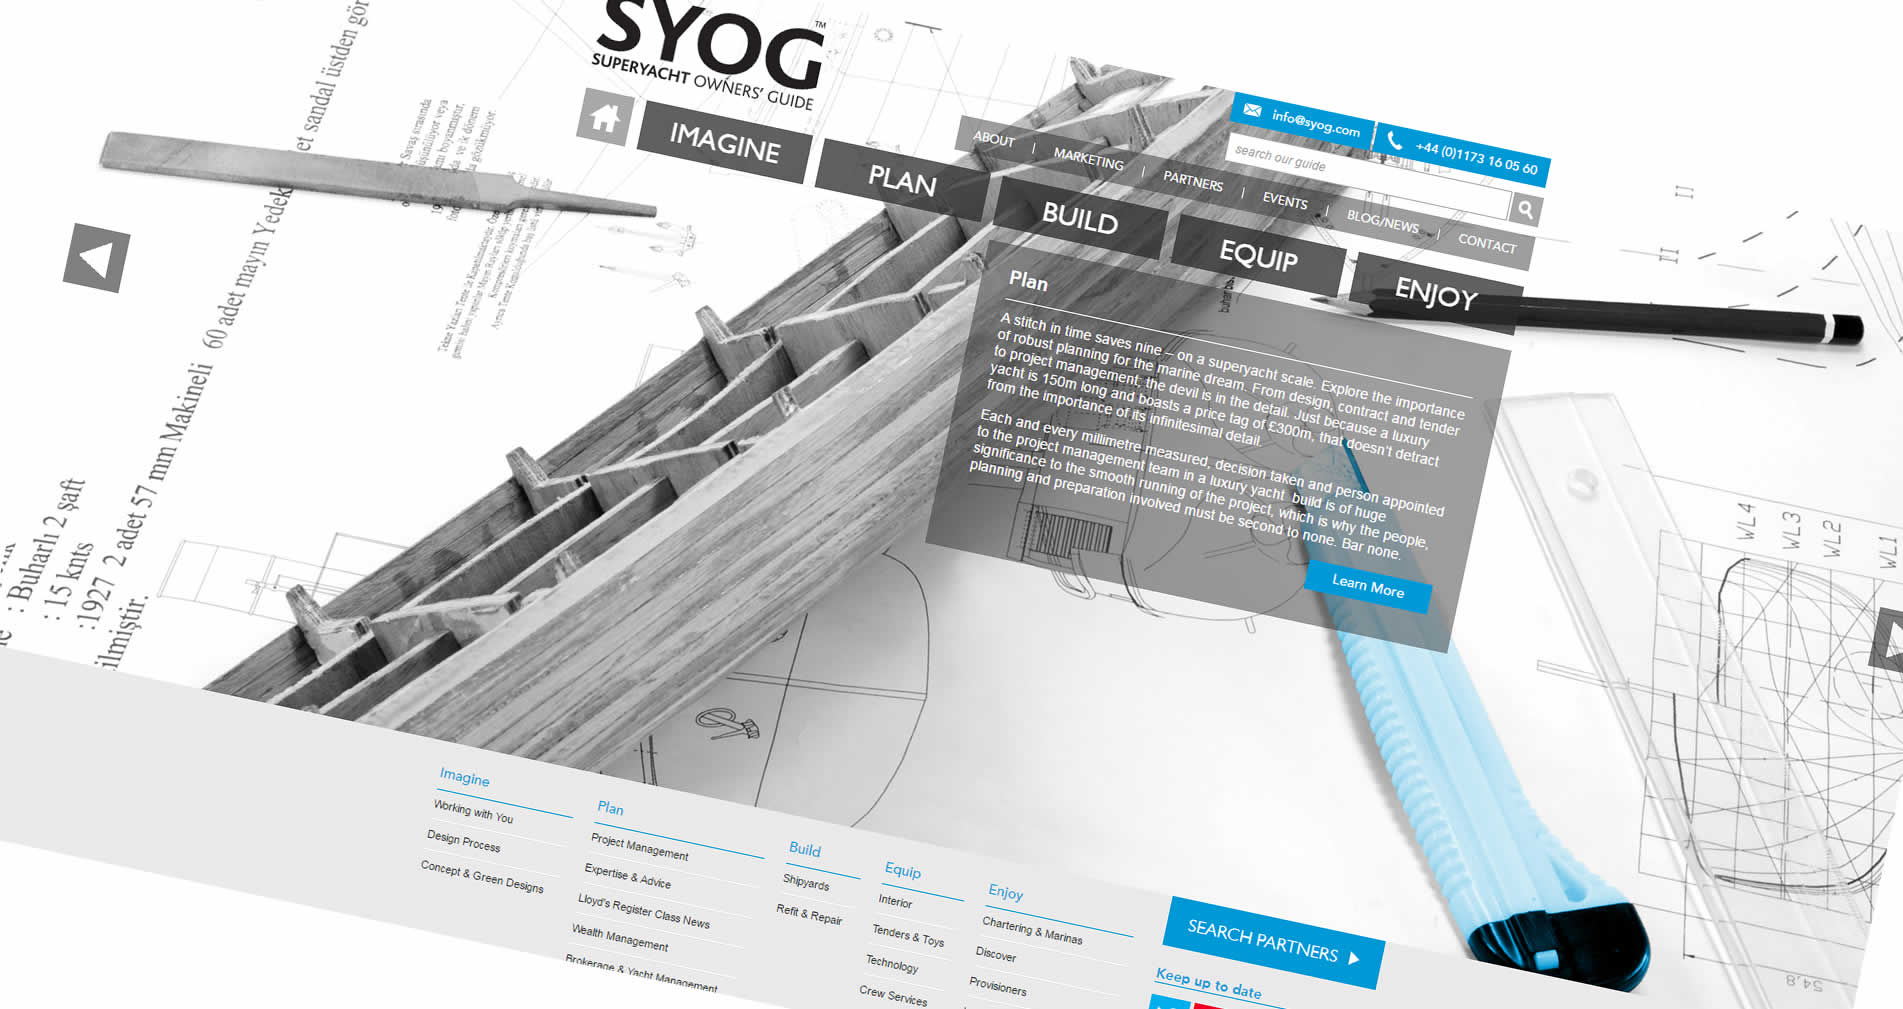 SYOG™
SUPERYACHT OWNERS' GUIDE
info@syog.com
+44 (0)1173 16 05 60
search our guide
ABOUT | MARKETING | PARTNERS | EVENTS | BLOG/NEWS | CONTACT
IMAGINE
PLAN
BUILD
EQUIP
ENJOY
Plan
A stitch in time saves nine – on a superyacht scale. Explore the importance
of robust planning for the marine dream. From design, contract and tender
to project management, the devil is in the detail. Just because a luxury
yacht is 150m long and boasts a price tag of £300m, that doesn't detract
from the importance of its infinitesimal detail.
Each and every millimetre measured, decision taken and person appointed
to the project management team in a luxury yacht build is of huge
significance to the smooth running of the project, which is why the people,
planning and preparation involved must be second to none. Bar none.
Learn More
et sandal üstden
60 adet mayın Yedek
2 adet 57 mm Makineli
: Buharlı 2 şaft
: 15 knts
:1927
ilmiştir.
WL4
WL3
WL2
WL1
54,8
Imagine
Working with You
Design Process
Concept & Green Designs
Plan
Project Management
Expertise & Advice
Lloyd's Register Class News
Wealth Management
Brokerage & Yacht Management
Build
Shipyards
Refit & Repair
Equip
Interior
Tenders & Toys
Technology
Crew Services
Enjoy
Chartering & Marinas
Discover
Provisioners
SEARCH PARTNERS
Keep up to date